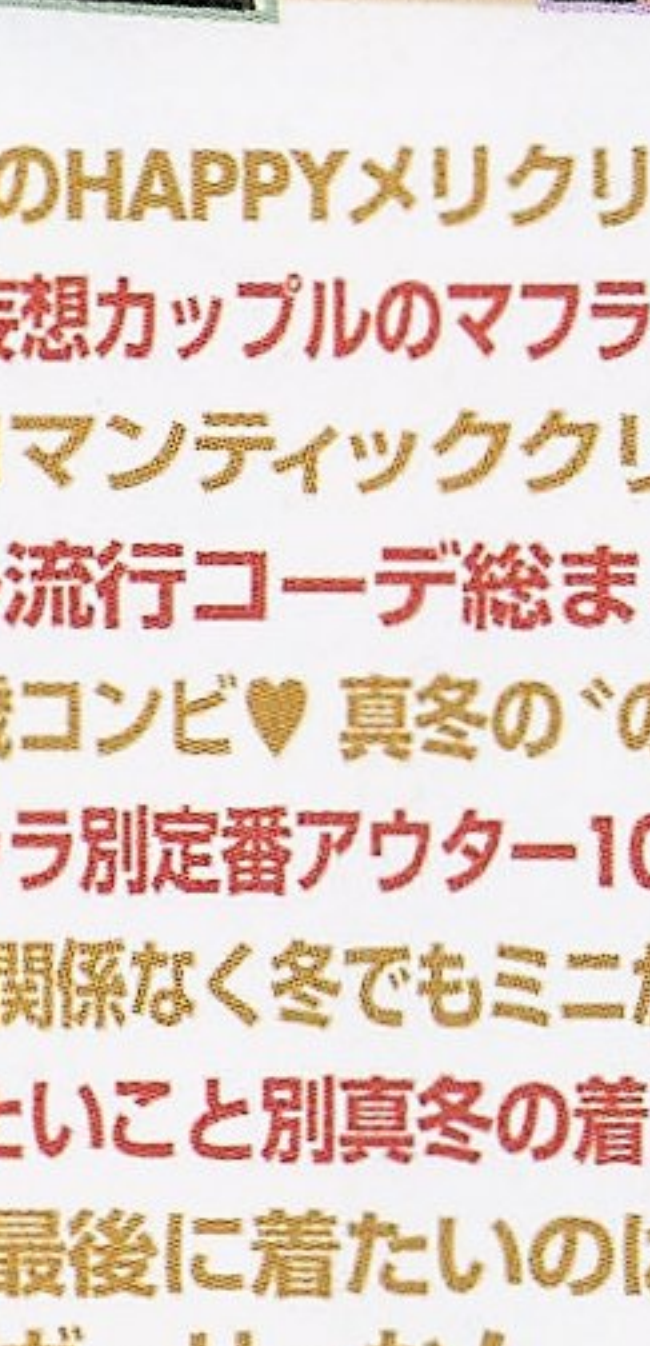 のHAPPYメリクリ
妄想カップルのマフラ
マンティッククリ
流行コーデ総ま
コンビ♥ 真冬の〝の
ラ別定番アウター10
関係なく冬でもミニ
たいこと別真冬の着
最後に着たいのは